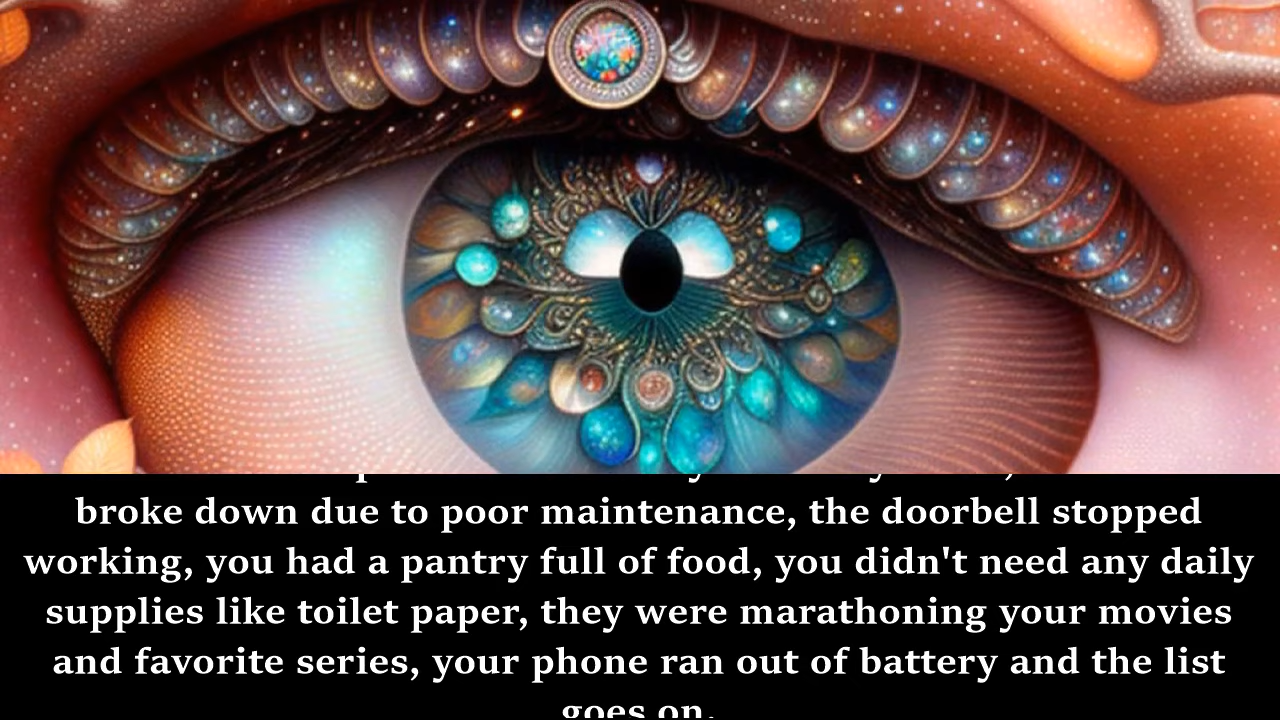 broke down due to poor maintenance, the doorbell stopped
working, you had a pantry full of food, you didn't need any daily
supplies like toilet paper, they were marathoning your movies
and favorite series, your phone ran out of battery and the list
goes on.